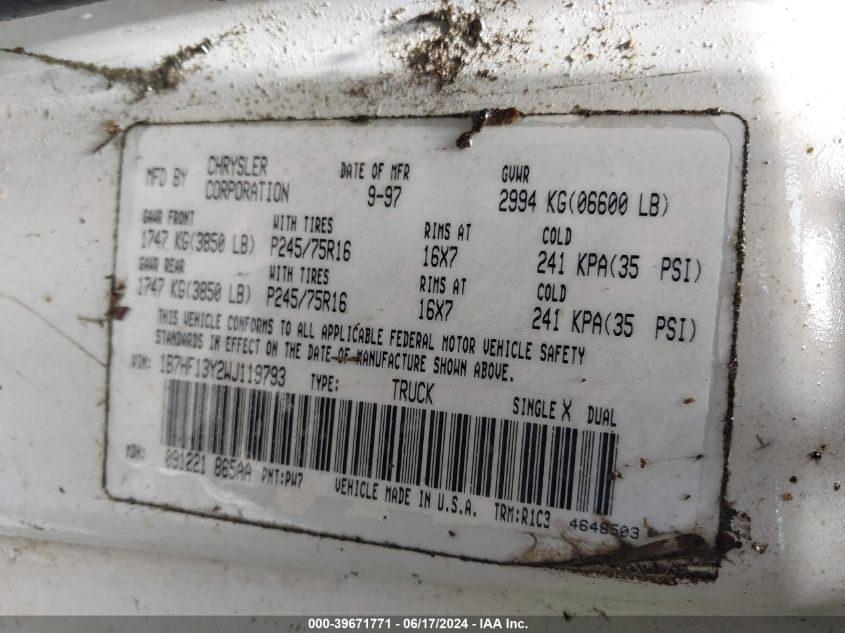 MFD BY CHRYSLER CORPORATION DATE OF MFR 9-97 GVWR 2994 KG(06600 LB)
GAWR FRONT WITH TIRES RIMS AT COLD
1747 KG(3850 LB) P245/75R16 16X7 241 KPA(35 PSI)
GAWR REAR WITH TIRES RIMS AT COLD
1747 KG(3850 LB) P245/75R16 16X7 241 KPA(35 PSI)
THIS VEHICLE CONFORMS TO ALL APPLICABLE FEDERAL MOTOR VEHICLE SAFETY
STANDARDS IN EFFECT ON THE DATE OF MANUFACTURE SHOWN ABOVE.
VIN: 1B7HF13Y2WJ119793 TYPE: TRUCK SINGLE X DUAL
MDH: 091221 865AA PNT:PW7 VEHICLE MADE IN U.S.A. TRM:R1C3 4648503
000-39671771 | 06/17/2024 - IAA Inc.